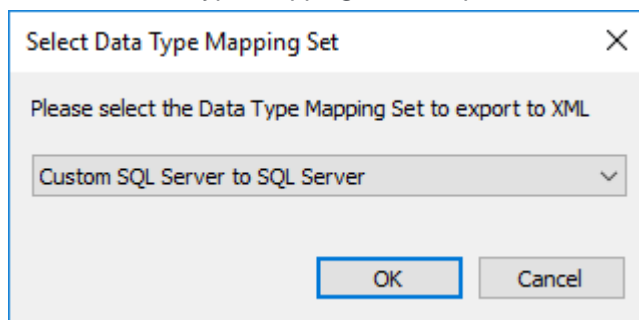 Select Data Type Mapping Set
Please select the Data Type Mapping Set to export to XML
Custom SQL Server to SQL Server
OK Cancel